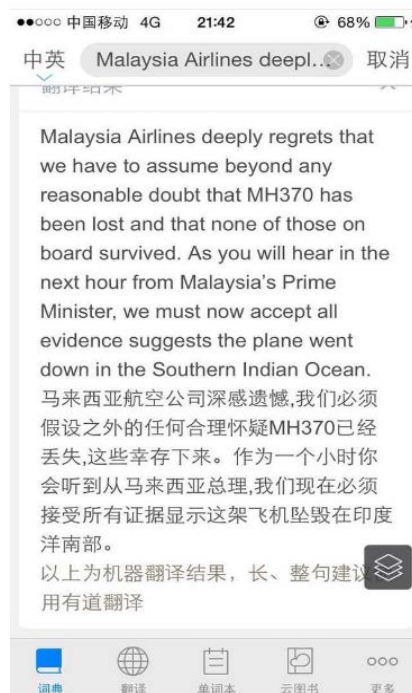 中国移动 4G 21:42 68%
中英 Malaysia Airlines deepl... 取消
翻译结果
Malaysia Airlines deeply regrets that
we have to assume beyond any
reasonable doubt that MH370 has
been lost and that none of those on
board survived. As you will hear in the
next hour from Malaysia's Prime
Minister, we must now accept all
evidence suggests the plane went
down in the Southern Indian Ocean.
马来西亚航空公司深感遗憾,我们必须
假设之外的任何合理怀疑MH370已经
丢失,这些幸存下来。作为一个小时你
会听到从马来西亚总理,我们现在必须
接受所有证据显示这架飞机坠毁在印度
洋南部。
以上为机器翻译结果，长、整句建议
用有道翻译
词典 翻译 单词本 云图书 更多